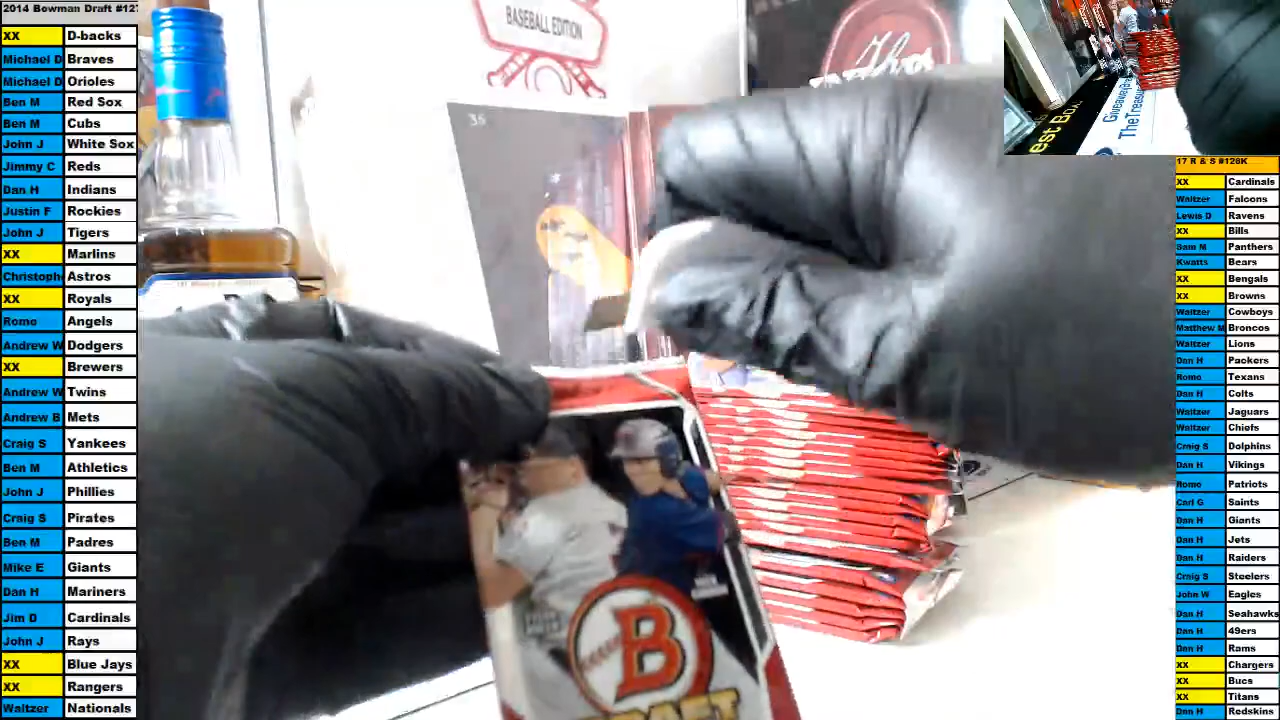 2014 Bowman Draft #127
XX D-backs
Michael D Braves
Michael D Orioles
Ben M Red Sox
Ben M Cubs
John J White Sox
Jimmy C Reds
Dan H Indians
Justin F Rockies
John J Tigers
XX Marlins
Christoph Astros
XX Royals
Romo Angels
Andrew W Dodgers
XX Brewers
Andrew W Twins
Andrew B Mets
Craig S Yankees
Ben M Athletics
John J Phillies
Craig S Pirates
Ben M Padres
Mike E Giants
Dan H Mariners
Jim D Cardinals
John J Rays
XX Blue Jays
XX Rangers
Waltzer Nationals
BASEBALL EDITION
35
B
Giveaway
TheTreasu
est Box
17 R & S #126K
XX Cardinals
Waltzer Falcons
Lewis D Ravens
XX Bills
Sam M Panthers
Kwatts Bears
XX Bengals
XX Browns
Waltzer Cowboys
Matthew M Broncos
Waltzer Lions
Dan H Packers
Romo Texans
Dan H Colts
Waltzer Jaguars
Waltzer Chiefs
Craig S Dolphins
Dan H Vikings
Romo Patriots
Carl G Saints
Dan H Giants
Dan H Jets
Dan H Raiders
Craig S Steelers
John W Eagles
Dan H Seahawks
Dan H 49ers
Dan H Rams
XX Chargers
XX Bucs
XX Titans
Dan H Redskins